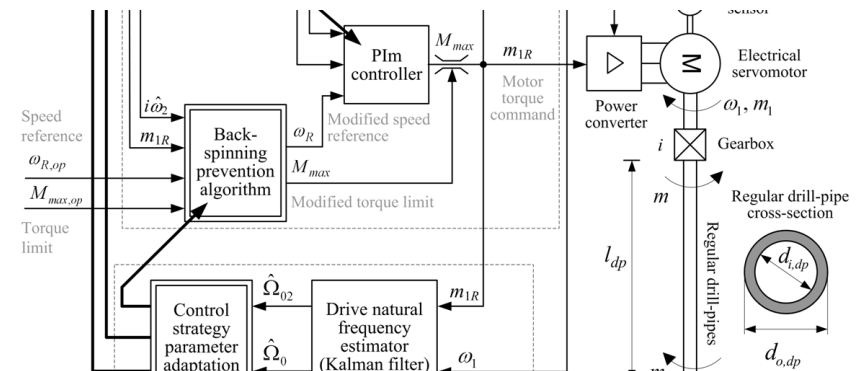 sensor
M_max
m_1R
PIm
controller
Motor
torque
command
M
Electrical
servomotor
Power
converter
ω_1, m_1
iω̂_2
m_1R
Speed
reference
ω_R,op
M_max,op
Torque
limit
Back-
spinning
prevention
algorithm
ω_R
Modified speed
reference
M_max
Modified torque limit
i
Gearbox
m
Regular drill-pipe
cross-section
l_dp
Regular drill-pipes
d_i,dp
d_o,dp
Control
strategy
parameter
adaptation
Ω̂_02
Ω̂_0
Drive natural
frequency
estimator
(Kalman filter)
m_1R
ω_1